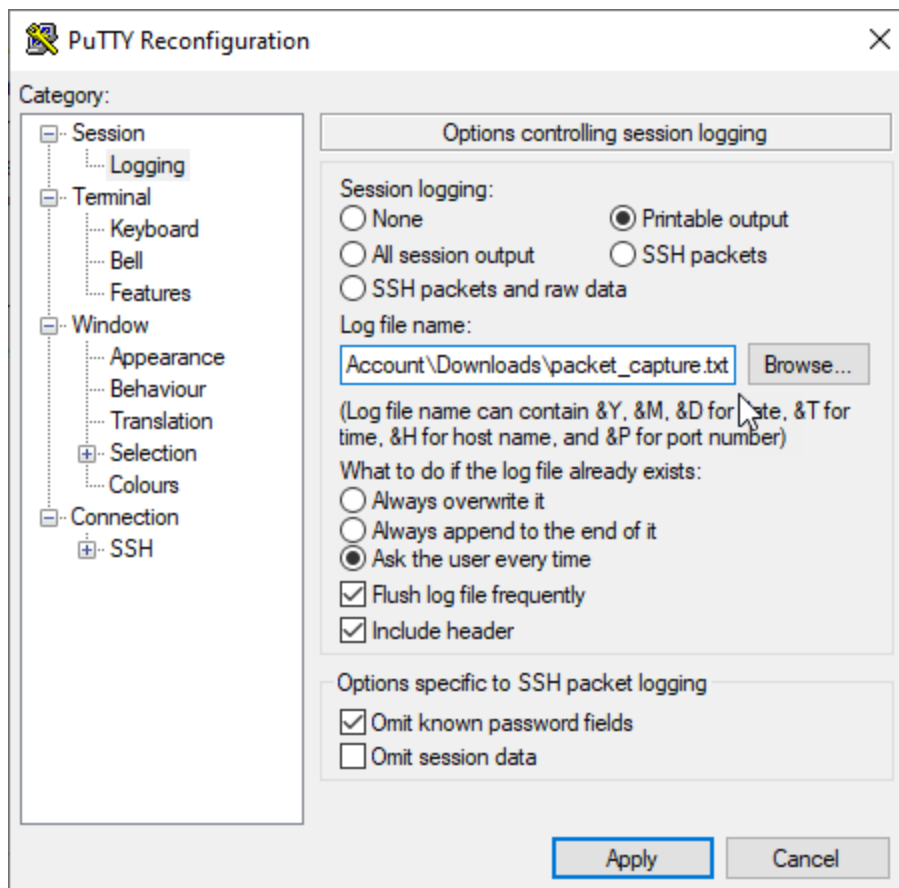 PuTTY Reconfiguration
Category:
Session
Logging
Terminal
Keyboard
Bell
Features
Window
Appearance
Behaviour
Translation
Selection
Colours
Connection
SSH
Options controlling session logging
Session logging:
None
Printable output
All session output
SSH packets
SSH packets and raw data
Log file name:
Account\Downloads\packet_capture.txt
Browse...
(Log file name can contain &Y, &M, &D for date, &T for
time, &H for host name, and &P for port number)
What to do if the log file already exists:
Always overwrite it
Always append to the end of it
Ask the user every time
Flush log file frequently
Include header
Options specific to SSH packet logging
Omit known password fields
Omit session data
Apply
Cancel